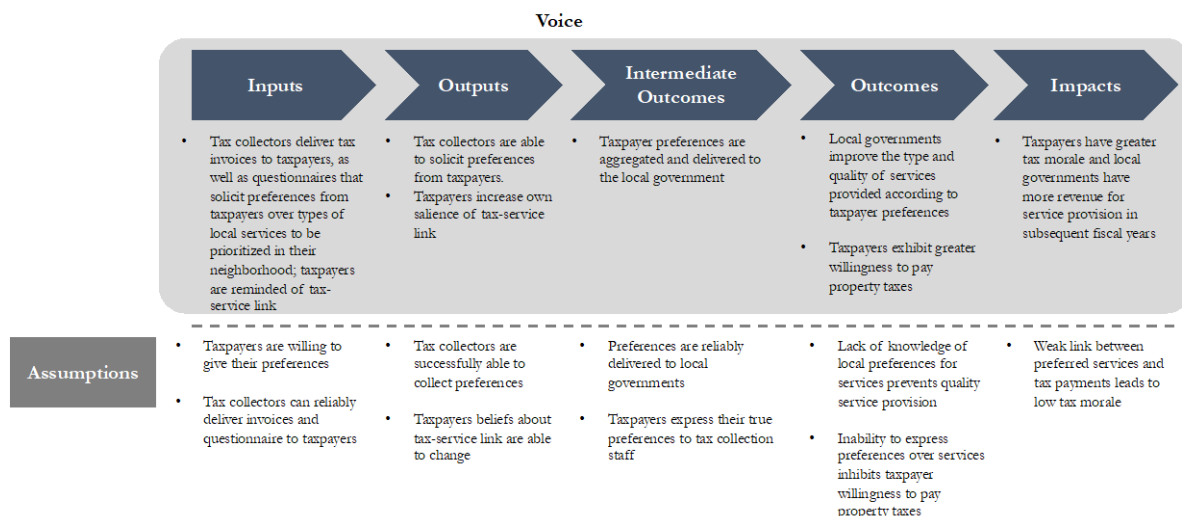 Voice
Inputs
Outputs
Intermediate
Outcomes
Outcomes
Impacts
• Tax collectors deliver tax
invoices to taxpayers, as
well as questionnaires that
solicit preferences from
taxpayers over types of
local services to be
prioritized in their
neighborhood; taxpayers
are reminded of tax-
service link
• Tax collectors are able
to solicit preferences
from taxpayers.
• Taxpayers increase own
salience of tax-service
link
• Taxpayer preferences are
aggregated and delivered to
the local government
• Local governments
improve the type and
quality of services
provided according to
taxpayer preferences
• Taxpayers exhibit greater
willingness to pay
property taxes
• Taxpayers have greater
tax morale and local
governments have
more revenue for
service provision in
subsequent fiscal years
Assumptions
• Taxpayers are willing to
give their preferences
• Tax collectors can reliably
deliver invoices and
questionnaire to taxpayers
• Tax collectors are
successfully able to
collect preferences
• Taxpayers beliefs about
tax-service link are able
to change
• Preferences are reliably
delivered to local
governments
• Taxpayers express their true
preferences to tax collection
staff
• Lack of knowledge of
local preferences for
services prevents quality
service provision
• Inability to express
preferences over services
inhibits taxpayer
willingness to pay
property taxes
• Weak link between
preferred services and
tax payments leads to
low tax morale